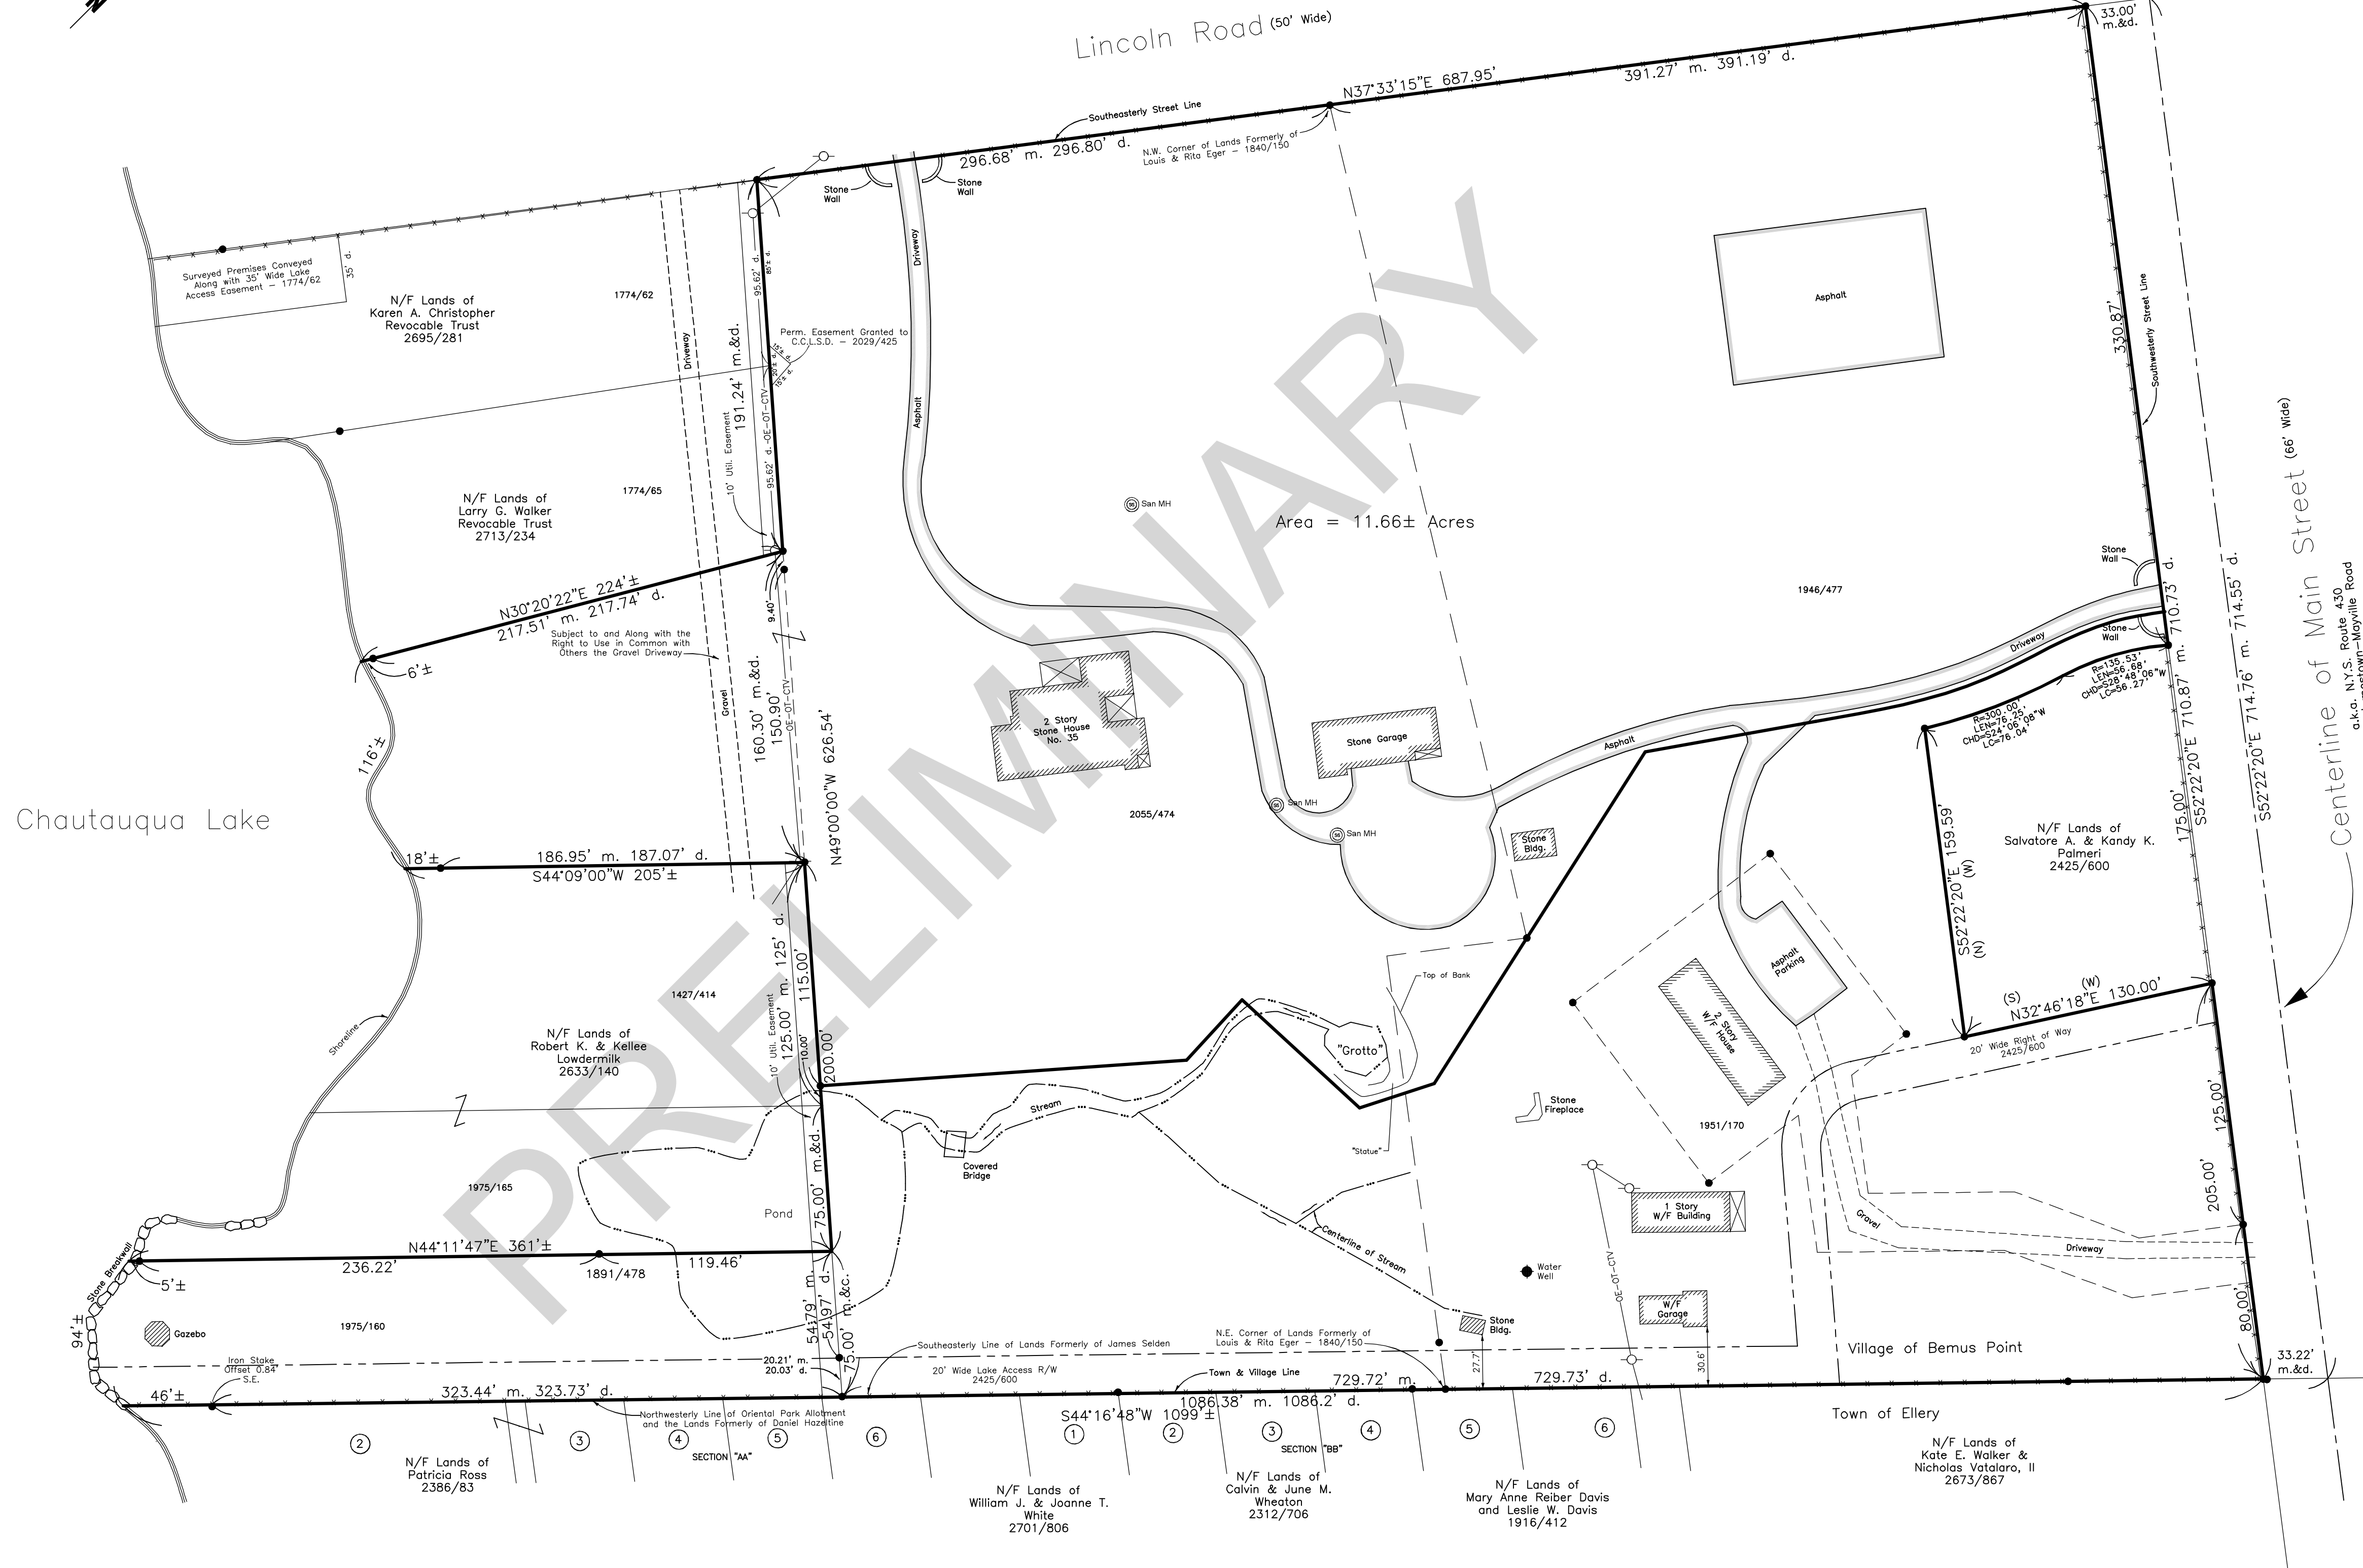 N
Lincoln Road (50' Wide)
33.00'
m.&d.
N37°33'15"E 687.95'
391.27' m. 391.19' d.
Southeasterly Street Line
296.68' m. 296.80' d.
N.W. Corner of Lands Formerly of
Louis & Rita Eger – 1840/150
Stone
Wall
Stone
Wall
Driveway
Asphalt
Surveyed Premises Conveyed
Along with 35' Wide Lake
Access Easement – 1774/62
35' d.
N/F Lands of
Karen A. Christopher
Revocable Trust
2695/281
1774/62
Driveway
95.62' d.
85'± d.
191.24' m.&d.
Perm. Easement Granted to
C.C.L.S.D. – 2029/425
15'± d.
20'± d.
15'± d.
10' Util. Easement
95.62' d.
OE-OT-CTV
Asphalt
330.87'
Southwesterly Street Line
N/F Lands of
Larry G. Walker
Revocable Trust
2713/234
1774/65
San MH
Area = 11.66± Acres
1946/477
N30°20'22"E 224'±
217.51' m. 217.74' d.
Subject to and Along with the
Right to Use in Common with
Others the Gravel Driveway
6'±
9.40'
160.30' m.&d.
150.90'
OE-OT-CTV
Gravel
N49°00'00"W 626.54'
116'±
Chautauqua Lake
18'±
186.95' m. 187.07' d.
S44°09'00"W 205'±
2 Story
Stone House
No. 35
Stone Garage
San MH
San MH
2055/474
Stone
Bldg.
Asphalt
Driveway
Stone
Wall
Stone
Wall
R=135.53'
LEN=56.68'
CHD=S28°48'06"W
LC=56.27'
R=300.00'
LEN=76.25'
CHD=S24°06'08"W
LC=76.04'
S52°22'20"E 710.87' m. 710.73' d.
175.00'
S52°22'20"E 714.76' m. 714.55' d.
Centerline of Main Street (66' Wide)
a.k.a. N.Y.S. Route 430
Jamestown–Mayville Road
N/F Lands of
Salvatore A. & Kandy K.
Palmeri
2425/600
S52°22'20"E 159.59'
(N) (W)
(S) (W)
N32°46'18"E 130.00'
20' Wide Right of Way
2425/600
Asphalt
Parking
2 Story
W/F House
Top of Bank
"Grotto"
"Statue"
Stone
Fireplace
1951/170
1427/414
N/F Lands of
Robert K. & Kellee
Lowdermilk
2633/140
Shoreline
10' Util. Easement
125.00' m. 125' d.
115.00'
10.00'
200.00'
75.00' m.&d.
Stream
Covered
Bridge
Centerline of Stream
Pond
1975/165
N44°11'47"E 361'±
236.22'
119.46'
1891/478
5'±
Stone Breakwall
94'±
Gazebo
1975/160
Iron Stake
Offset 0.84'
S.E.
46'±
323.44' m. 323.73' d.
54.79' m.
54.97' d.
75.00' m.&c.
20.21' m.
20.03' d.
Southeasterly Line of Lands Formerly of James Selden
20' Wide Lake Access R/W
2425/600
N.E. Corner of Lands Formerly of
Louis & Rita Eger – 1840/150
Town & Village Line
Stone
Bldg.
27.7'
Water
Well
OE-OT-CTV
1 Story
W/F Building
W/F
Garage
30.6'
Gravel
Driveway
125.00'
205.00'
80.00'
33.22'
m.&d.
Village of Bemus Point
Town of Ellery
729.72' m.
729.73' d.
1086.38' m. 1086.2' d.
S44°16'48"W 1099'±
Northwesterly Line of Oriental Park Allotment
and the Lands Formerly of Daniel Hazeltine
2 3 4 5 6 1 2 3 4 5 6
SECTION "AA"
SECTION "BB"
N/F Lands of
Patricia Ross
2386/83
N/F Lands of
William J. & Joanne T.
White
2701/806
N/F Lands of
Calvin & June M.
Wheaton
2312/706
N/F Lands of
Mary Anne Reiber Davis
and Leslie W. Davis
1916/412
N/F Lands of
Kate E. Walker &
Nicholas Vatalaro, II
2673/867
PRELIMINARY